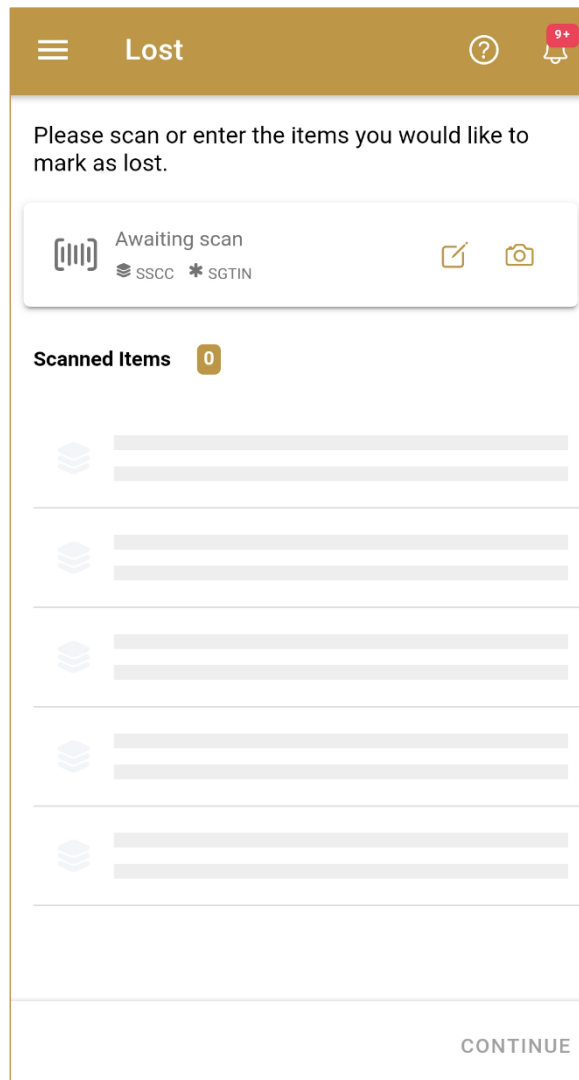 Lost
9+
Please scan or enter the items you would like to
mark as lost.
Awaiting scan
SSCC SGTIN
Scanned Items 0
CONTINUE